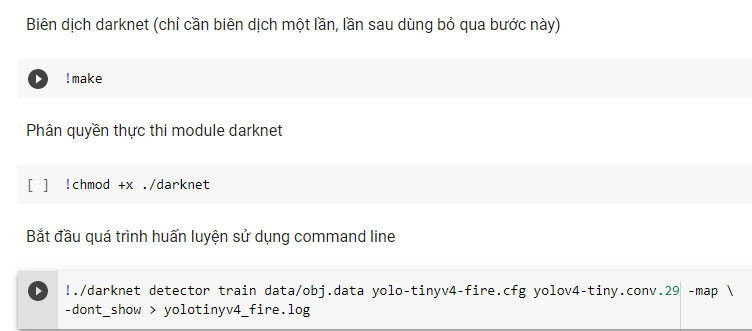 Biên dịch darknet (chỉ cần biên dịch một lần, lần sau dùng bỏ qua bước này)
!make
Phân quyền thực thi module darknet
[ ] !chmod +x ./darknet
Bắt đầu quá trình huấn luyện sử dụng command line
!./darknet detector train data/obj.data yolo-tinyv4-fire.cfg yolov4-tiny.conv.29 -map \
-dont_show > yolotinyv4_fire.log